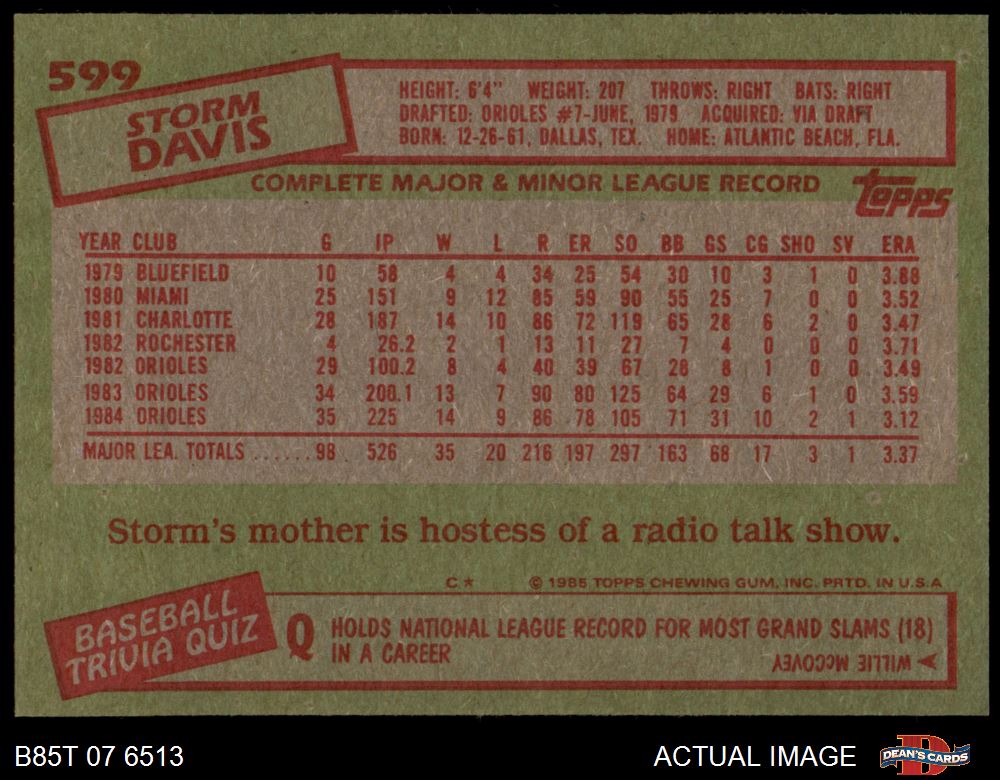 599
STORM
DAVIS
HEIGHT: 6'4" WEIGHT: 207 THROWS: RIGHT BATS: RIGHT
DRAFTED: ORIOLES #7-JUNE, 1979 ACQUIRED: VIA DRAFT
BORN: 12-26-61, DALLAS, TEX. HOME: ATLANTIC BEACH, FLA.
COMPLETE MAJOR & MINOR LEAGUE RECORD
topps
YEAR CLUB G IP W L R ER SO BB GS CG SHO SV ERA
1979 BLUEFIELD 10 58 4 4 34 25 54 30 10 3 1 0 3.88
1980 MIAMI 25 151 9 12 85 59 90 55 25 7 0 0 3.52
1981 CHARLOTTE 28 187 14 10 86 72 119 65 28 6 2 0 3.47
1982 ROCHESTER 4 26.2 2 1 13 11 27 7 4 0 0 0 3.71
1982 ORIOLES 29 100.2 8 4 40 39 67 28 8 1 0 0 3.49
1983 ORIOLES 34 200.1 13 7 90 80 125 64 29 6 1 0 3.59
1984 ORIOLES 35 225 14 9 86 78 105 71 31 10 2 1 3.12
MAJOR LEA. TOTALS ...... 98 526 35 20 216 197 297 163 68 17 3 1 3.37
Storm's mother is hostess of a radio talk show.
C* © 1985 TOPPS CHEWING GUM, INC. PRTD. IN U.S.A
BASEBALL
TRIVIA QUIZ
Q HOLDS NATIONAL LEAGUE RECORD FOR MOST GRAND SLAMS (18)
IN A CAREER
WILLIE MCCOVEY
B85T 07 6513
ACTUAL IMAGE
DEAN'S CARDS